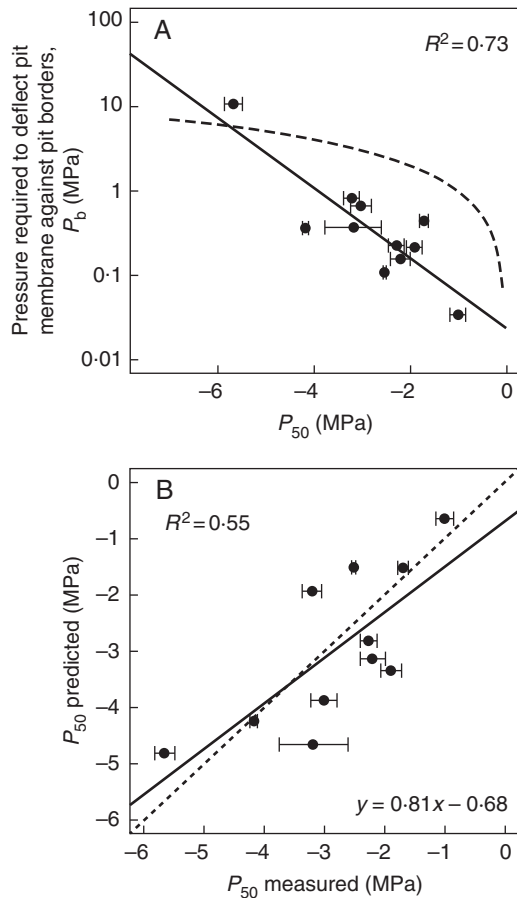 A
R² = 0·73
Pressure required to deflect pit
membrane against pit borders,
P_b (MPa)
100
10
1
0·1
0·01
−6
−4
−2
0
P₅₀ (MPa)
B
R² = 0·55
P₅₀ predicted (MPa)
0
−1
−2
−3
−4
−5
−6
y = 0·81x − 0·68
−6
−5
−4
−3
−2
−1
0
P₅₀ measured (MPa)